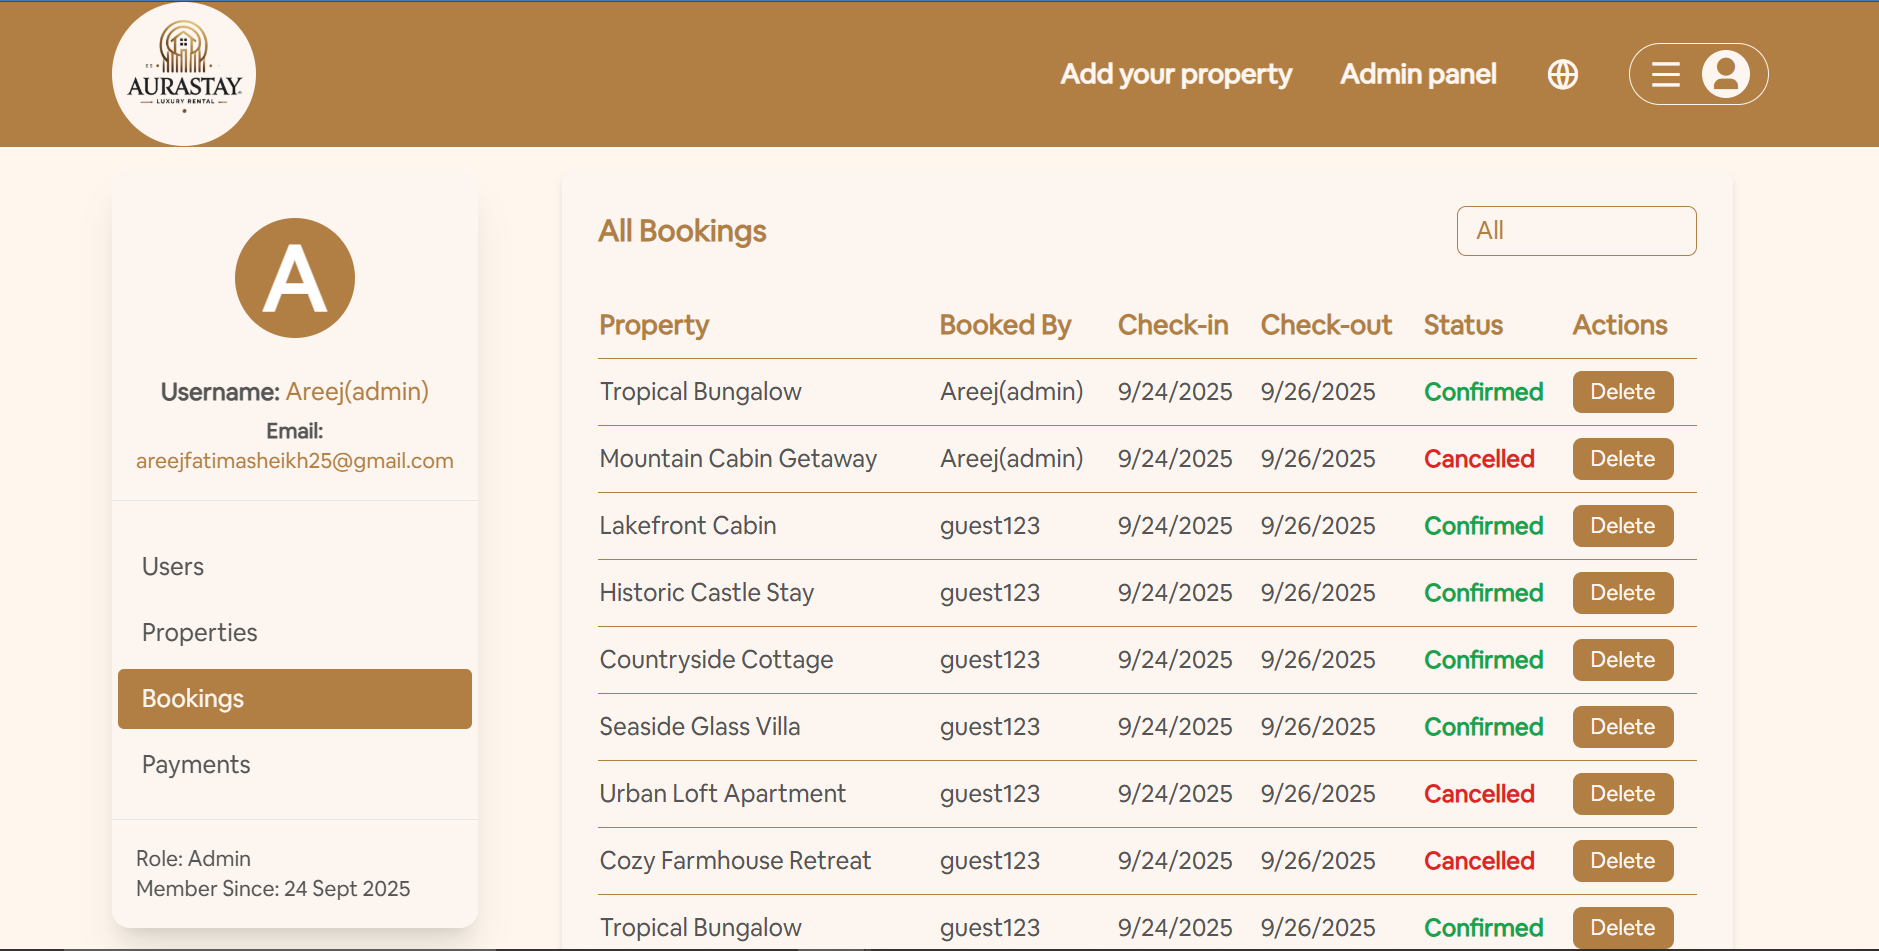 AURASTAY
LUXURY RENTAL
Add your property
Admin panel
A
Username: Areej(admin)
Email:
areejfatimasheikh25@gmail.com
Users
Properties
Bookings
Payments
Role: Admin
Member Since: 24 Sept 2025
All Bookings
All
Property Booked By Check-in Check-out Status Actions
Tropical Bungalow Areej(admin) 9/24/2025 9/26/2025 Confirmed Delete
Mountain Cabin Getaway Areej(admin) 9/24/2025 9/26/2025 Cancelled Delete
Lakefront Cabin guest123 9/24/2025 9/26/2025 Confirmed Delete
Historic Castle Stay guest123 9/24/2025 9/26/2025 Confirmed Delete
Countryside Cottage guest123 9/24/2025 9/26/2025 Confirmed Delete
Seaside Glass Villa guest123 9/24/2025 9/26/2025 Confirmed Delete
Urban Loft Apartment guest123 9/24/2025 9/26/2025 Cancelled Delete
Cozy Farmhouse Retreat guest123 9/24/2025 9/26/2025 Cancelled Delete
Tropical Bungalow guest123 9/24/2025 9/26/2025 Confirmed Delete